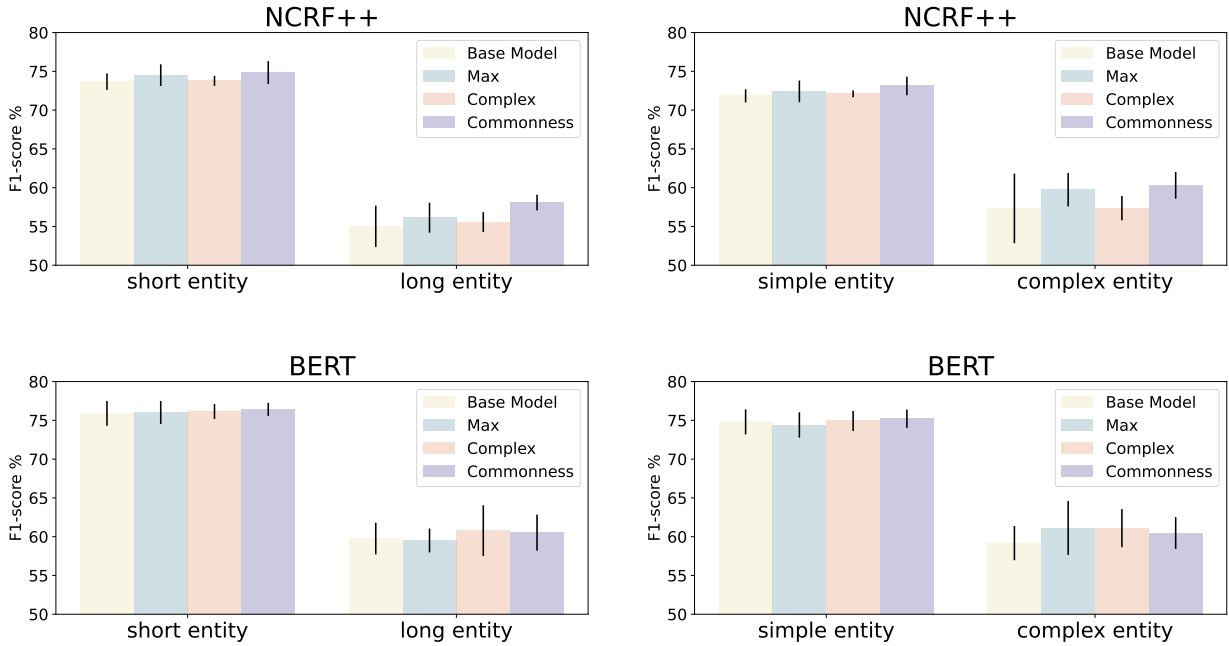 NCRF++
80
75
70
65
60
55
50
F1-score %
Base Model
Max
Complex
Commonness
short entity
long entity
NCRF++
80
75
70
65
60
55
50
F1-score %
Base Model
Max
Complex
Commonness
simple entity
complex entity
BERT
80
75
70
65
60
55
50
F1-score %
Base Model
Max
Complex
Commonness
short entity
long entity
BERT
80
75
70
65
60
55
50
F1-score %
Base Model
Max
Complex
Commonness
simple entity
complex entity